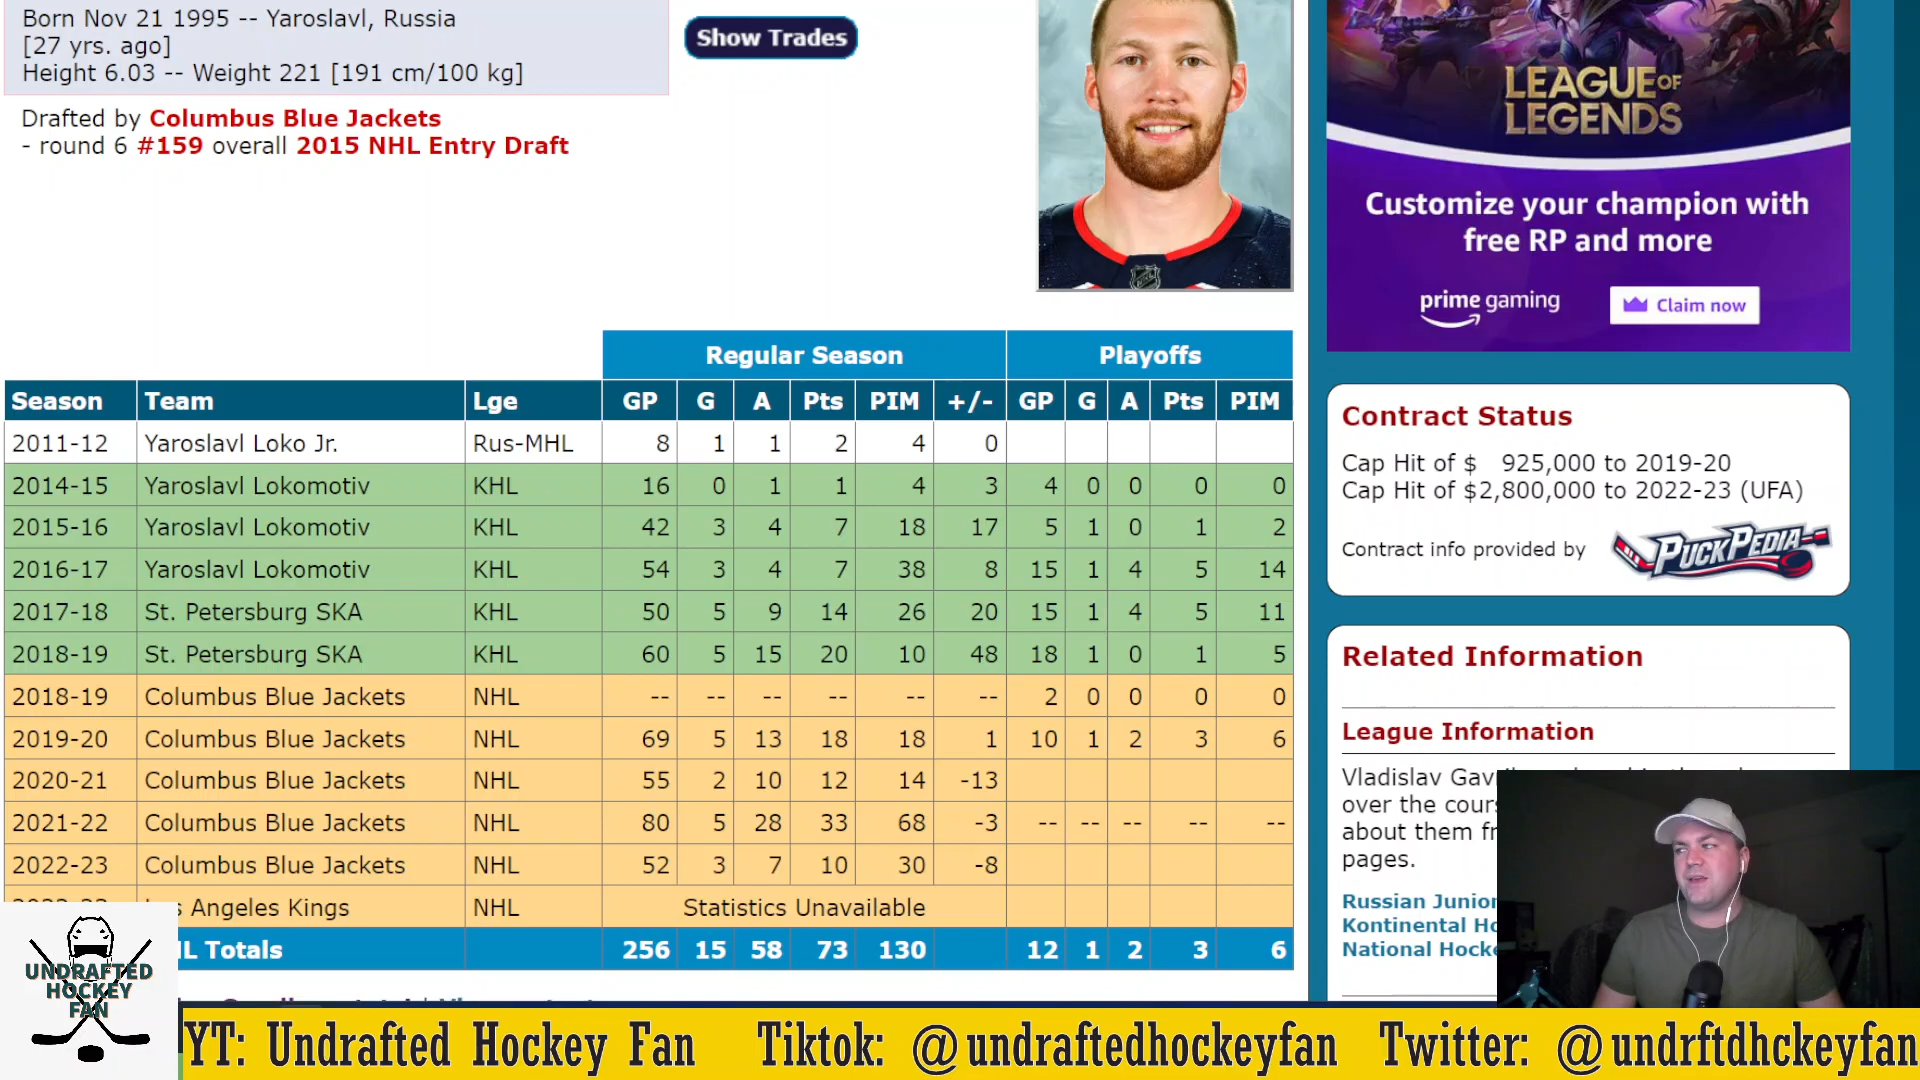 Born Nov 21 1995 -- Yaroslavl, Russia
[27 yrs. ago]
Height 6.03 -- Weight 221 [191 cm/100 kg]
Show Trades
Drafted by Columbus Blue Jackets
- round 6 #159 overall 2015 NHL Entry Draft
Regular Season Playoffs
Season Team Lge GP G A Pts PIM +/- GP G A Pts PIM
2011-12 Yaroslavl Loko Jr. Rus-MHL 8 1 1 2 4 0
2014-15 Yaroslavl Lokomotiv KHL 16 0 1 1 4 3 4 0 0 0 0
2015-16 Yaroslavl Lokomotiv KHL 42 3 4 7 18 17 5 1 0 1 2
2016-17 Yaroslavl Lokomotiv KHL 54 3 4 7 38 8 15 1 4 5 14
2017-18 St. Petersburg SKA KHL 50 5 9 14 26 20 15 1 4 5 11
2018-19 St. Petersburg SKA KHL 60 5 15 20 10 48 18 1 0 1 5
2018-19 Columbus Blue Jackets NHL -- -- -- -- -- -- 2 0 0 0 0
2019-20 Columbus Blue Jackets NHL 69 5 13 18 18 1 10 1 2 3 6
2020-21 Columbus Blue Jackets NHL 55 2 10 12 14 -13
2021-22 Columbus Blue Jackets NHL 80 5 28 33 68 -3 -- -- -- -- --
2022-23 Columbus Blue Jackets NHL 52 3 7 10 30 -8
Angeles Kings NHL Statistics Unavailable
Totals 256 15 58 73 130 12 1 2 3 6
LEAGUE OF
LEGENDS
Customize your champion with
free RP and more
prime gaming
Claim now
Contract Status
Cap Hit of $ 925,000 to 2019-20
Cap Hit of $2,800,000 to 2022-23 (UFA)
Contract info provided by PUCKPEDIA
Related Information
League Information
Vladislav
over the
about them
pages.
Russian Junior
Kontinental
National
UNDRAFTED
HOCKEY
FAN
YT: Undrafted Hockey Fan Tiktok: @undraftedhockeyfan Twitter: @undrftdhckeyfan